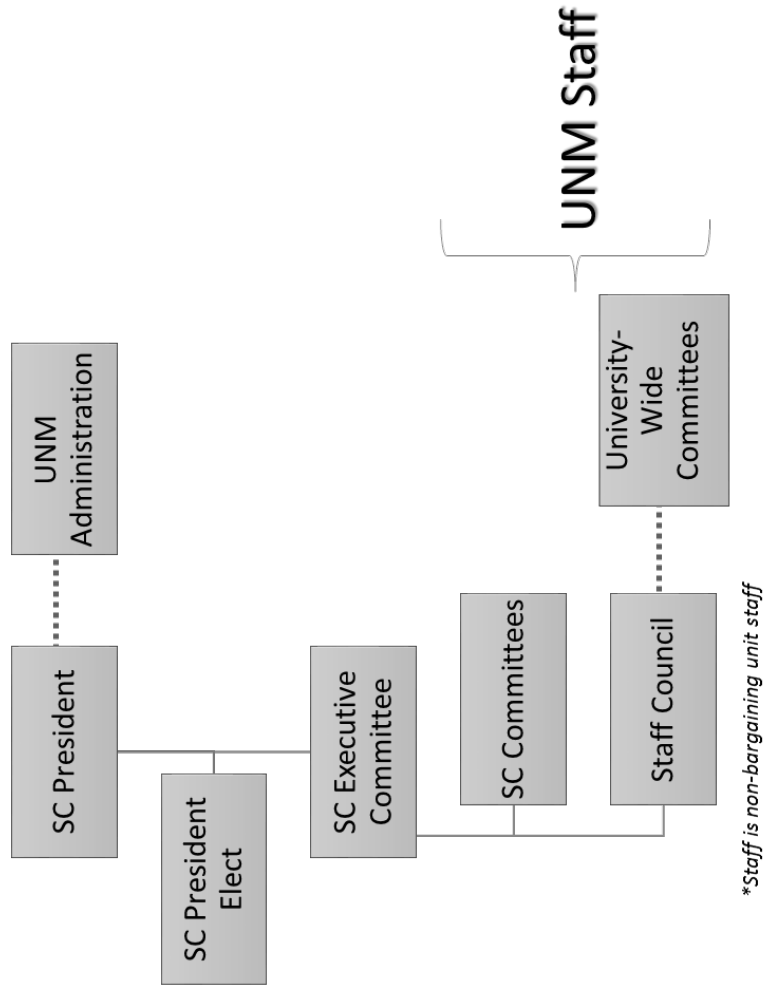 SC President
UNM
Administration
SC President
Elect
SC Executive
Committee
SC Committees
Staff Council
University-
Wide
Committees
UNM Staff
*Staff is non-bargaining unit staff